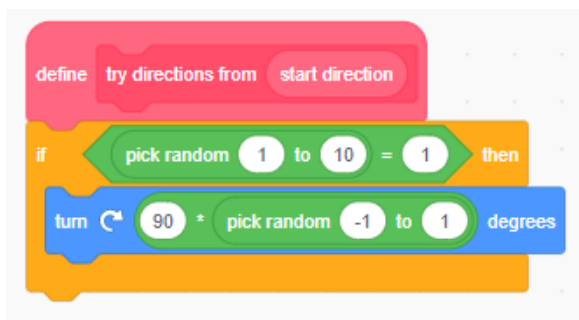 define try directions from start direction
if pick random 1 to 10 = 1 then
turn 90 * pick random -1 to 1 degrees